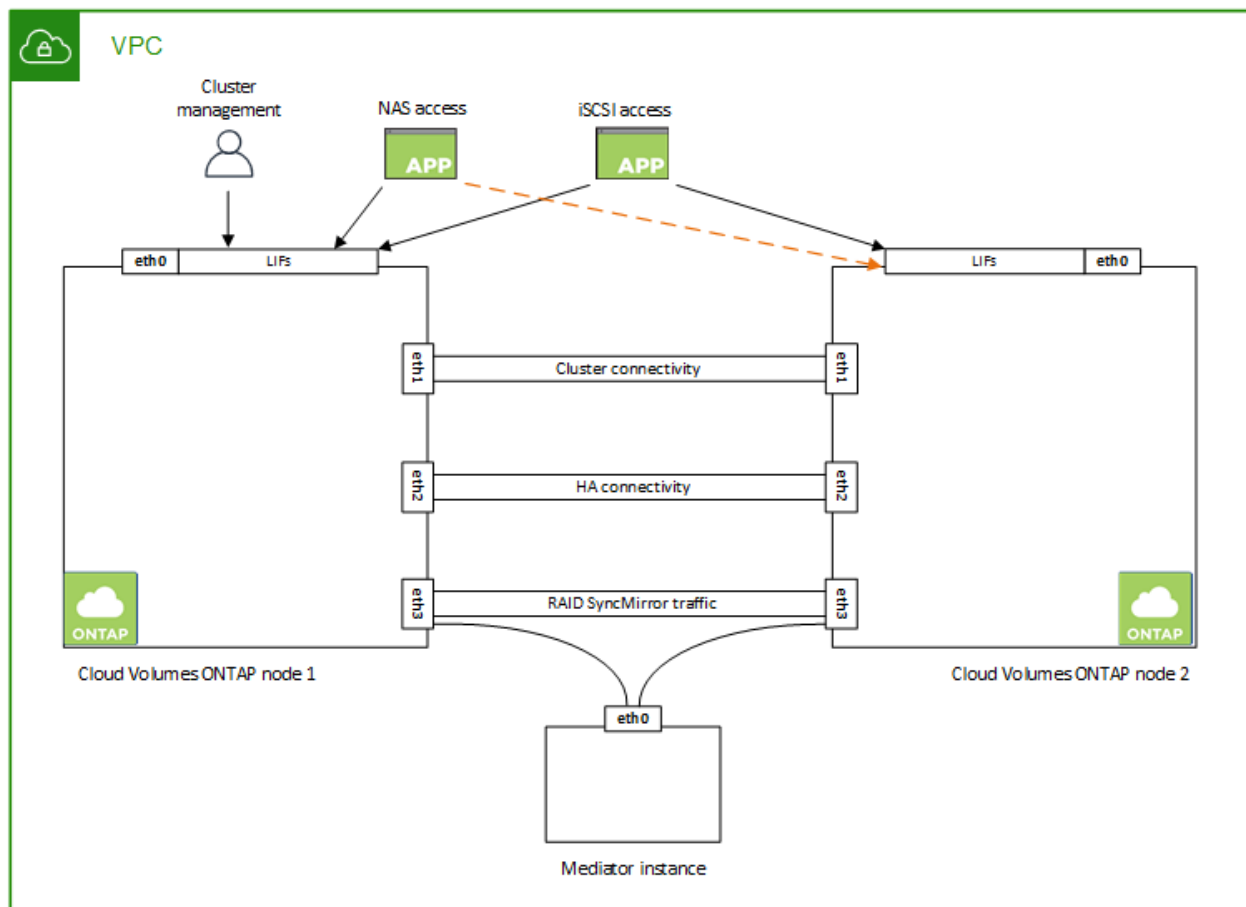 VPC
Cluster
management
NAS access
iSCSI access
APP
APP
eth0
LIFs
LIFs
eth0
eth1
Cluster connectivity
eth1
eth2
HA connectivity
eth2
eth3
RAID SyncMirror traffic
eth3
ONTAP
ONTAP
Cloud Volumes ONTAP node 1
Cloud Volumes ONTAP node 2
eth0
Mediator instance